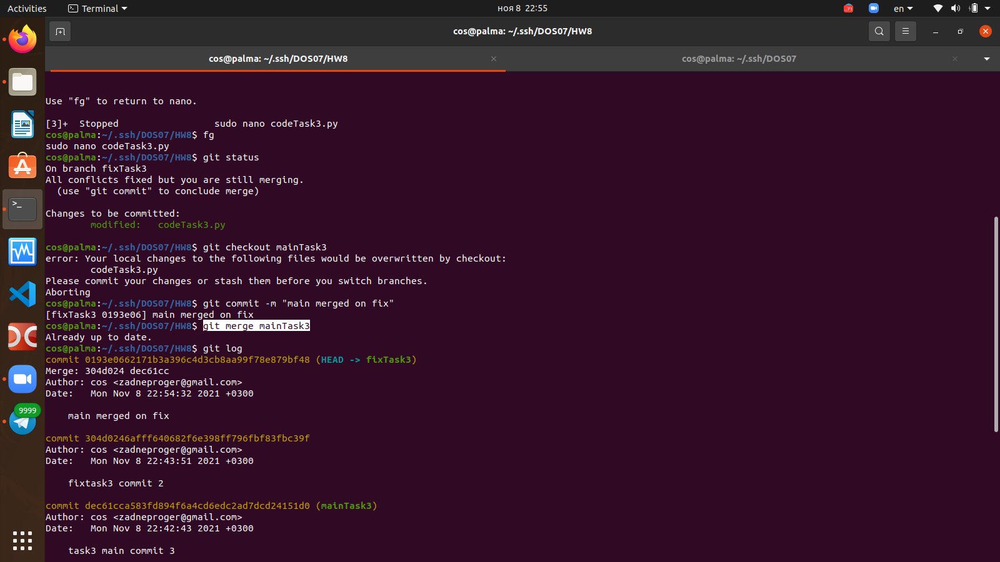 Activities
Terminal
ноя 8 22:55
en
cos@palma: ~/.ssh/DOS07/HW8
cos@palma: ~/.ssh/DOS07/HW8
cos@palma: ~/.ssh/DOS07
Use "fg" to return to nano.
[3]+  Stopped                 sudo nano codeTask3.py
cos@palma:~/.ssh/DOS07/HW8$ fg
sudo nano codeTask3.py
cos@palma:~/.ssh/DOS07/HW8$ git status
On branch fixTask3
All conflicts fixed but you are still merging.
  (use "git commit" to conclude merge)
Changes to be committed:
        modified:   codeTask3.py
cos@palma:~/.ssh/DOS07/HW8$ git checkout mainTask3
error: Your local changes to the following files would be overwritten by checkout:
        codeTask3.py
Please commit your changes or stash them before you switch branches.
Aborting
cos@palma:~/.ssh/DOS07/HW8$ git commit -m "main merged on fix"
[fixTask3 0193e06] main merged on fix
cos@palma:~/.ssh/DOS07/HW8$ git merge mainTask3
Already up to date.
cos@palma:~/.ssh/DOS07/HW8$ git log
commit 0193e0662171b3a396c4d3cb8aa99f78e879bf48 (HEAD -> fixTask3)
Merge: 304d024 dec61cc
Author: cos <zadneproger@gmail.com>
Date:   Mon Nov 8 22:54:32 2021 +0300
    main merged on fix
commit 304d0246afff640682f6e398ff796fbf83fbc39f
Author: cos <zadneproger@gmail.com>
Date:   Mon Nov 8 22:43:51 2021 +0300
    fixtask3 commit 2
commit dec61cca583fd894f6a4cd6edc2ad7dcd24151d0 (mainTask3)
Author: cos <zadneproger@gmail.com>
Date:   Mon Nov 8 22:42:43 2021 +0300
    task3 main commit 3
9999